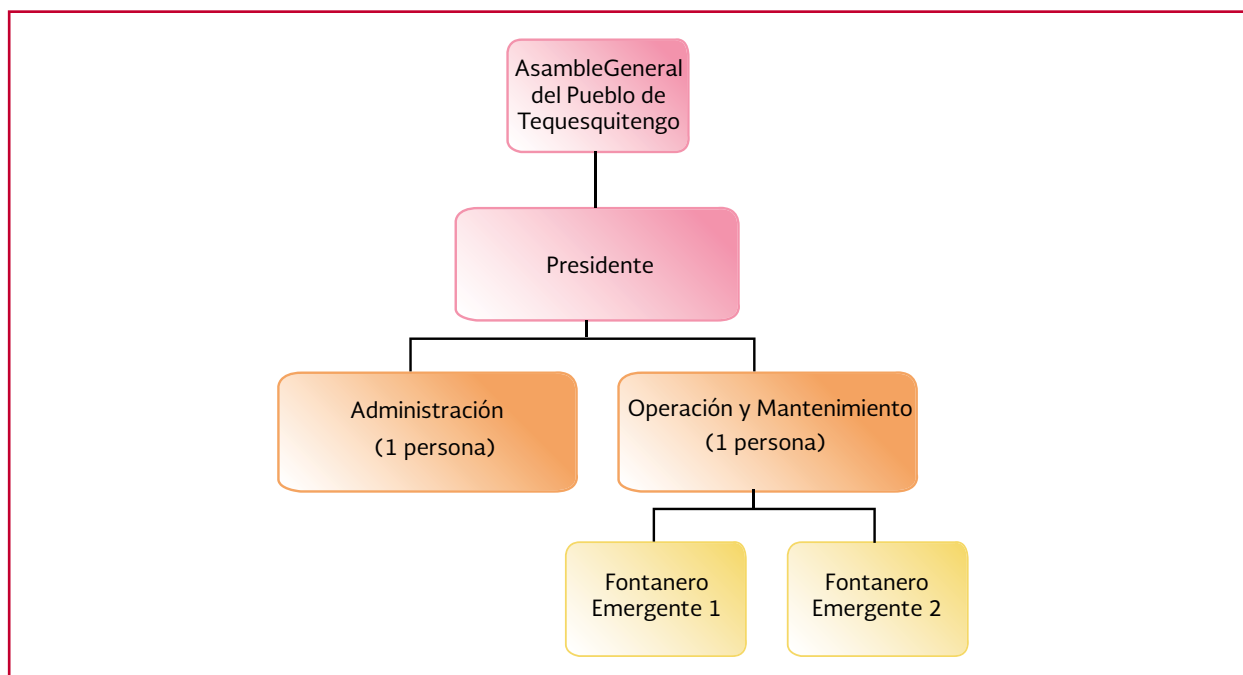 AsambleGeneral
del Pueblo de
Tequesquitengo
Presidente
Administración
(1 persona)
Operación y Mantenimiento
(1 persona)
Fontanero
Emergente 1
Fontanero
Emergente 2